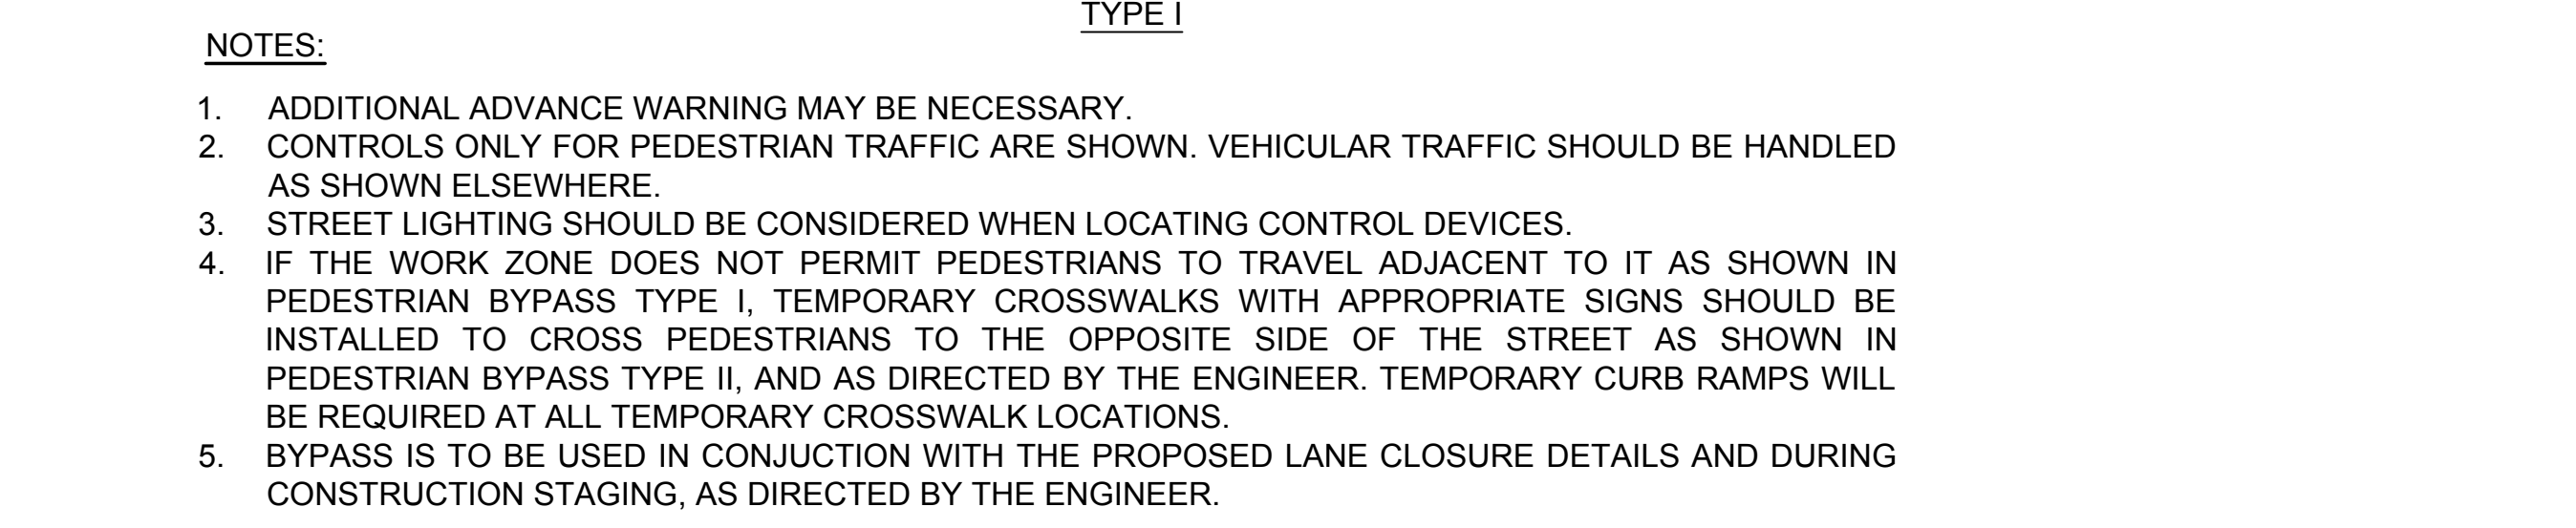 TYPE I
NOTES:
1. ADDITIONAL ADVANCE WARNING MAY BE NECESSARY.
2. CONTROLS ONLY FOR PEDESTRIAN TRAFFIC ARE SHOWN. VEHICULAR TRAFFIC SHOULD BE HANDLED
AS SHOWN ELSEWHERE.
3. STREET LIGHTING SHOULD BE CONSIDERED WHEN LOCATING CONTROL DEVICES.
4. IF THE WORK ZONE DOES NOT PERMIT PEDESTRIANS TO TRAVEL ADJACENT TO IT AS SHOWN IN
PEDESTRIAN BYPASS TYPE I, TEMPORARY CROSSWALKS WITH APPROPRIATE SIGNS SHOULD BE
INSTALLED TO CROSS PEDESTRIANS TO THE OPPOSITE SIDE OF THE STREET AS SHOWN IN
PEDESTRIAN BYPASS TYPE II, AND AS DIRECTED BY THE ENGINEER. TEMPORARY CURB RAMPS WILL
BE REQUIRED AT ALL TEMPORARY CROSSWALK LOCATIONS.
5. BYPASS IS TO BE USED IN CONJUCTION WITH THE PROPOSED LANE CLOSURE DETAILS AND DURING
CONSTRUCTION STAGING, AS DIRECTED BY THE ENGINEER.